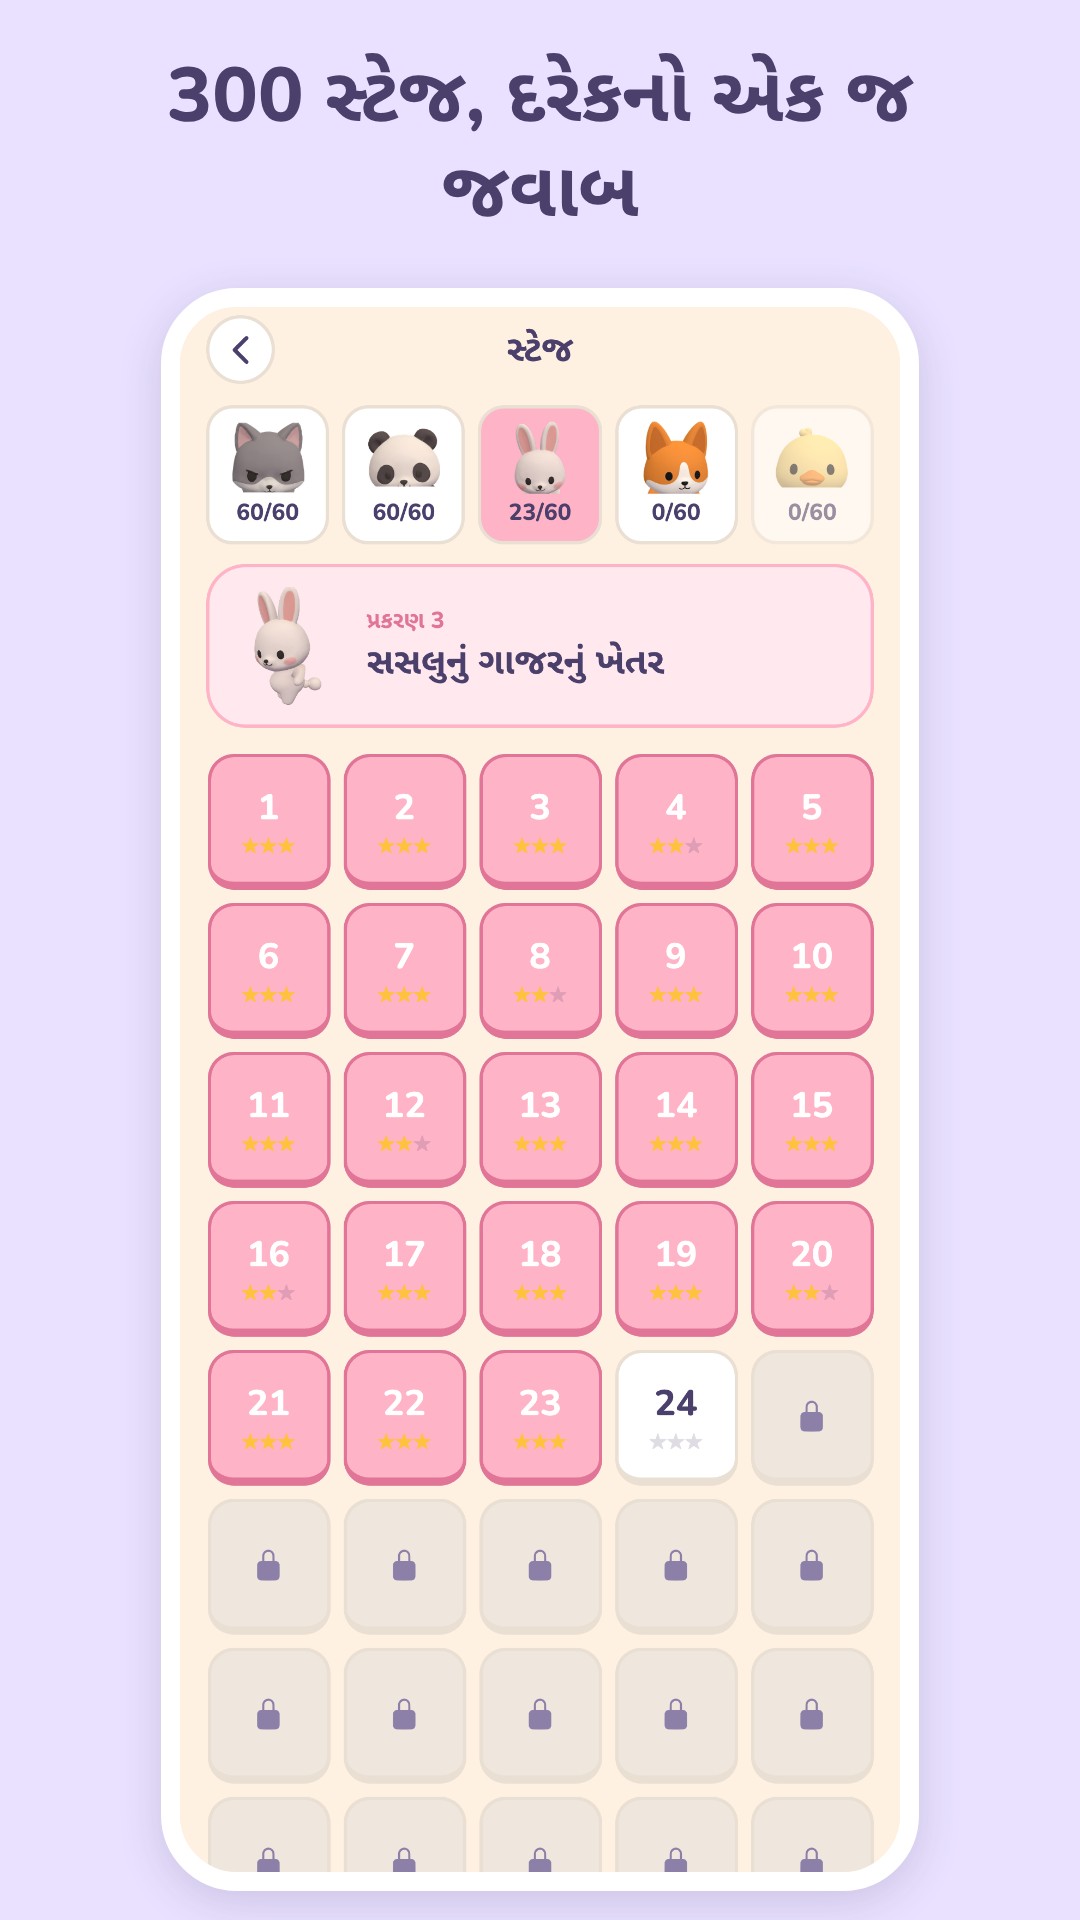 300 સ્ટેજ, દરેકનો એક જ
જવાબ
સ્ટેજ
60/60 60/60 23/60 0/60 0/60
પ્રકરણ 3
સસલુનું ગાજરનું ખેતર
1 2 3 4 5
6 7 8 9 10
11 12 13 14 15
16 17 18 19 20
21 22 23 24